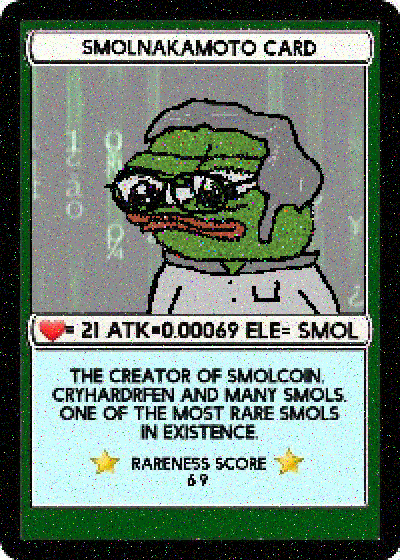 SMOLNAKAMOTO CARD
= 21 ATK=0.00069 ELE= SMOL
THE CREATOR OF SMOLCOIN.
CRYHARDRFEN AND MANY SMOLS.
ONE OF THE MOST RARE SMOLS
IN EXISTENCE.
RARENESS SCORE
69